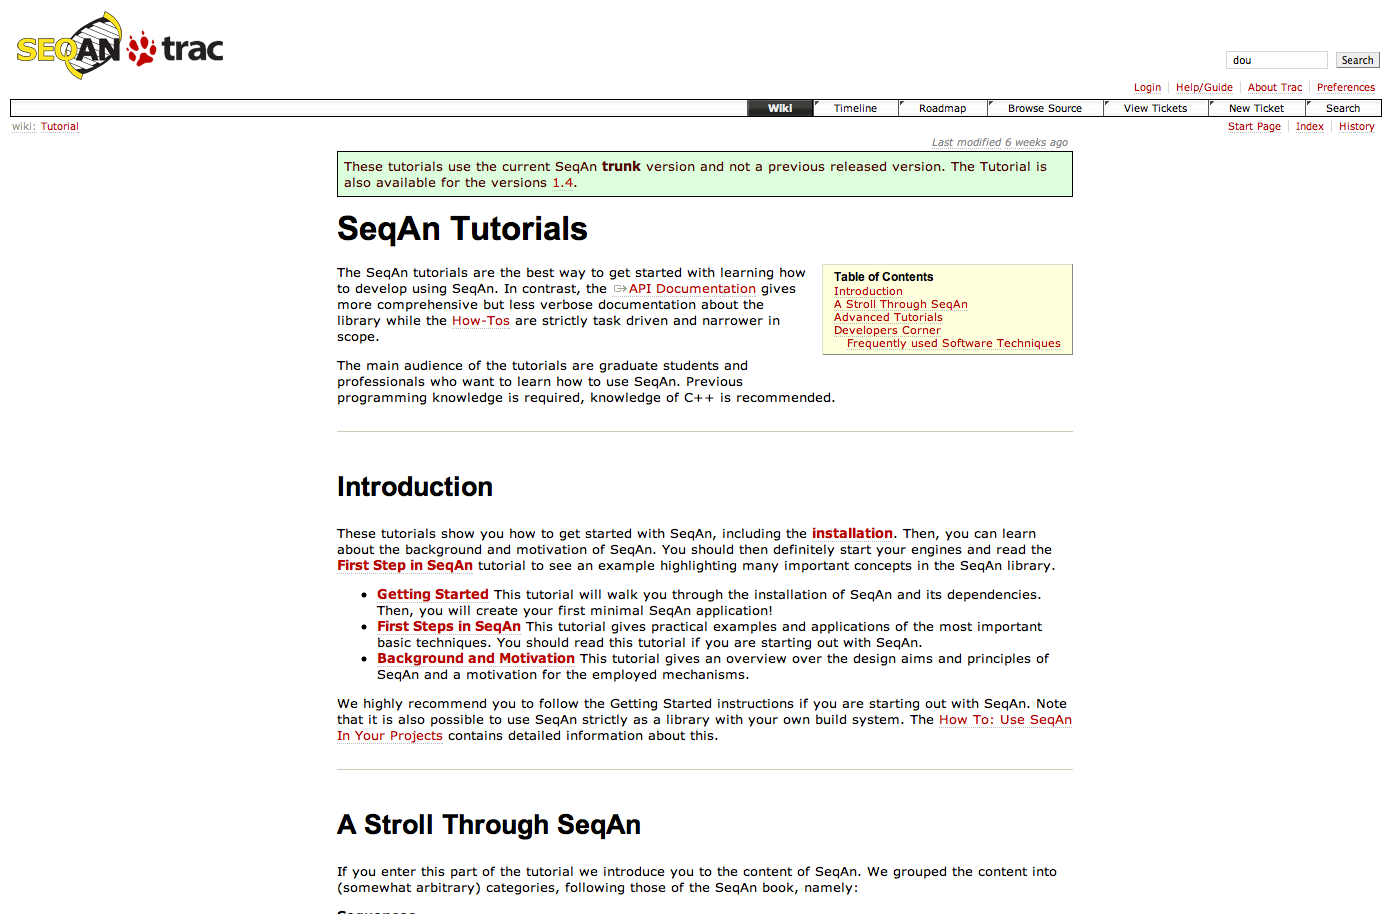 SEQAN trac
dou
Search
Login
Help/Guide
About Trac
Preferences
Wiki
Timeline
Roadmap
Browse Source
View Tickets
New Ticket
Search
wiki: Tutorial
Start Page
Index
History
Last modified 6 weeks ago
These tutorials use the current SeqAn trunk version and not a previous released version. The Tutorial is
also available for the versions 1.4.
SeqAn Tutorials
The SeqAn tutorials are the best way to get started with learning how
to develop using SeqAn. In contrast, the API Documentation gives
more comprehensive but less verbose documentation about the
library while the How-Tos are strictly task driven and narrower in
scope.
Table of Contents
Introduction
A Stroll Through SeqAn
Advanced Tutorials
Developers Corner
Frequently used Software Techniques
The main audience of the tutorials are graduate students and
professionals who want to learn how to use SeqAn. Previous
programming knowledge is required, knowledge of C++ is recommended.
Introduction
These tutorials show you how to get started with SeqAn, including the installation. Then, you can learn
about the background and motivation of SeqAn. You should then definitely start your engines and read the
First Step in SeqAn tutorial to see an example highlighting many important concepts in the SeqAn library.
• Getting Started This tutorial will walk you through the installation of SeqAn and its dependencies.
Then, you will create your first minimal SeqAn application!
• First Steps in SeqAn This tutorial gives practical examples and applications of the most important
basic techniques. You should read this tutorial if you are starting out with SeqAn.
• Background and Motivation This tutorial gives an overview over the design aims and principles of
SeqAn and a motivation for the employed mechanisms.
We highly recommend you to follow the Getting Started instructions if you are starting out with SeqAn. Note
that it is also possible to use SeqAn strictly as a library with your own build system. The How To: Use SeqAn
In Your Projects contains detailed information about this.
A Stroll Through SeqAn
If you enter this part of the tutorial we introduce you to the content of SeqAn. We grouped the content into
(somewhat arbitrary) categories, following those of the SeqAn book, namely:
Sequences